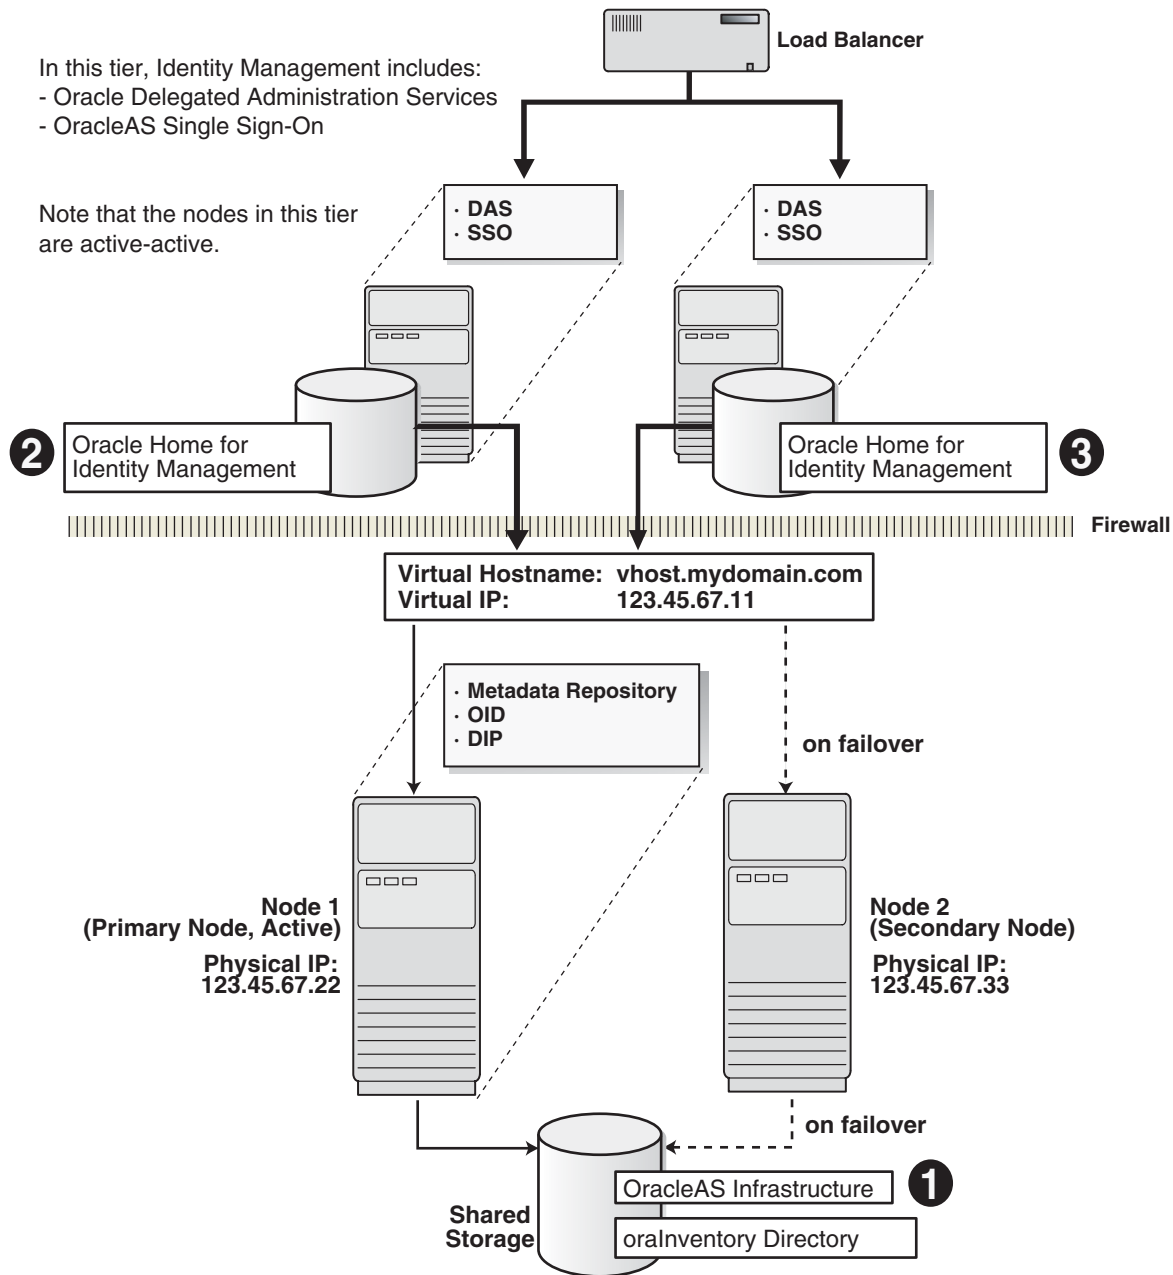 Load Balancer
In this tier, Identity Management includes:
- Oracle Delegated Administration Services
- OracleAS Single Sign-On
Note that the nodes in this tier
are active-active.
· DAS
· SSO
· DAS
· SSO
2
Oracle Home for
Identity Management
Oracle Home for
Identity Management
3
Firewall
Virtual Hostname: vhost.mydomain.com
Virtual IP: 123.45.67.11
· Metadata Repository
· OID
· DIP
on failover
Node 1
(Primary Node, Active)
Physical IP:
123.45.67.22
Node 2
(Secondary Node)
Physical IP:
123.45.67.33
on failover
Shared
Storage
OracleAS Infrastructure
1
oraInventory Directory